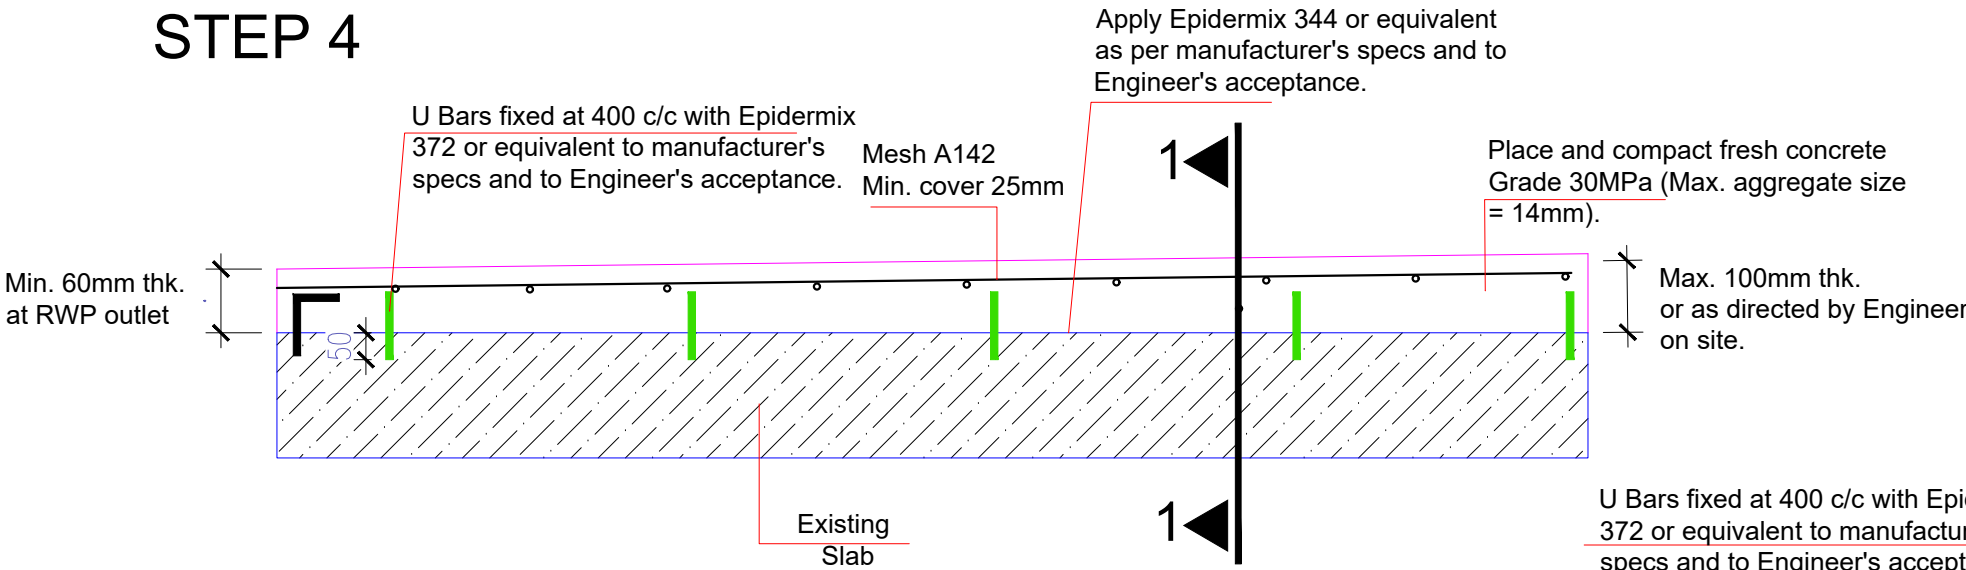 STEP 4
Apply Epidermix 344 or equivalent
as per manufacturer's specs and to
Engineer's acceptance.
U Bars fixed at 400 c/c with Epidermix
372 or equivalent to manufacturer's
specs and to Engineer's acceptance.
Mesh A142
Min. cover 25mm
1
Place and compact fresh concrete
Grade 30MPa (Max. aggregate size
= 14mm).
Min. 60mm thk.
at RWP outlet
Max. 100mm thk.
or as directed by Engineer
on site.
50
1
Existing
Slab
U Bars fixed at 400 c/c with
372 or equivalent to
specs and to Engineer's